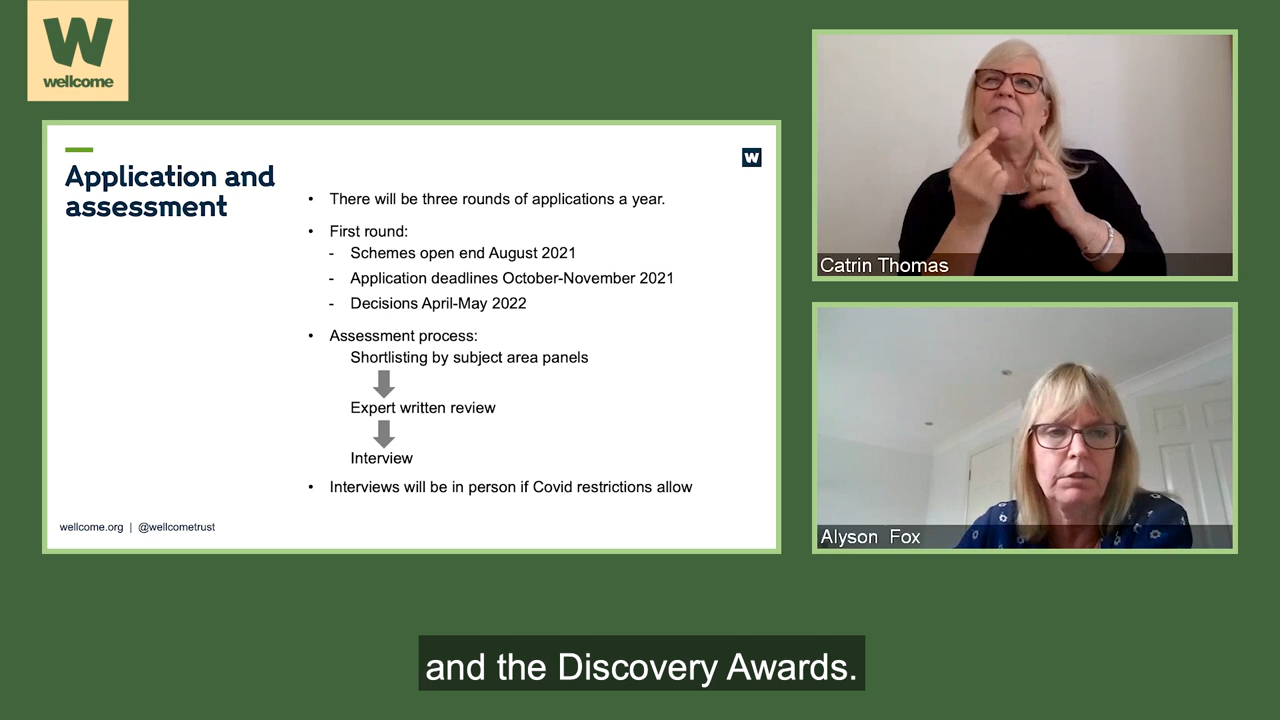 W
wellcome
W
Application and
assessment
• There will be three rounds of applications a year.
• First round:
- Schemes open end August 2021
- Application deadlines October-November 2021
- Decisions April-May 2022
• Assessment process:
Shortlisting by subject area panels
Expert written review
Interview
• Interviews will be in person if Covid restrictions allow
wellcome.org | @wellcometrust
Catrin Thomas
Alyson Fox
and the Discovery Awards.